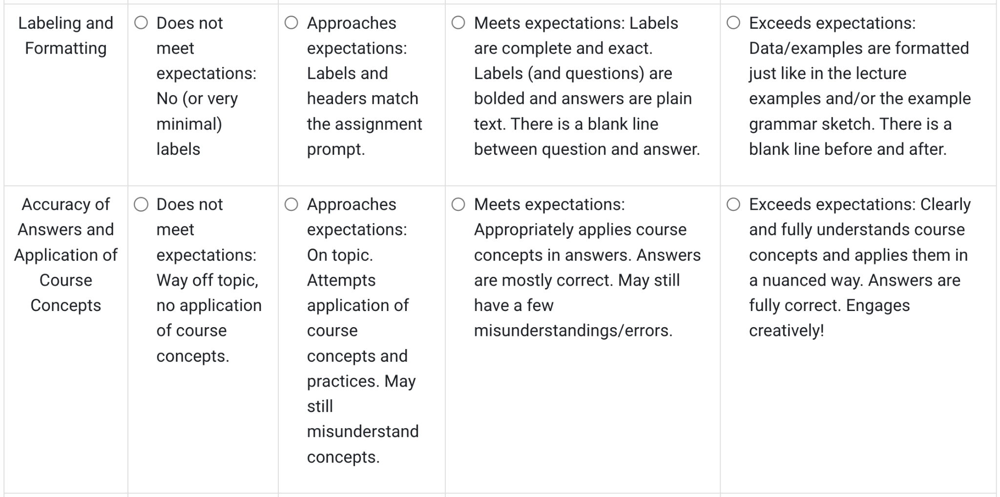 Labeling and
Formatting
Does not
meet
expectations:
No (or very
minimal)
labels
Approaches
expectations:
Labels and
headers match
the assignment
prompt.
Meets expectations: Labels
are complete and exact.
Labels (and questions) are
bolded and answers are plain
text. There is a blank line
between question and answer.
Exceeds expectations:
Data/examples are formatted
just like in the lecture
examples and/or the example
grammar sketch. There is a
blank line before and after.
Accuracy of
Answers and
Application of
Course
Concepts
Does not
meet
expectations:
Way off topic,
no application
of course
concepts.
Approaches
expectations:
On topic.
Attempts
application of
course
concepts and
practices. May
still
misunderstand
concepts.
Meets expectations:
Appropriately applies course
concepts in answers. Answers
are mostly correct. May still
have a few
misunderstandings/errors.
Exceeds expectations: Clearly
and fully understands course
concepts and applies them in
a nuanced way. Answers are
fully correct. Engages
creatively!